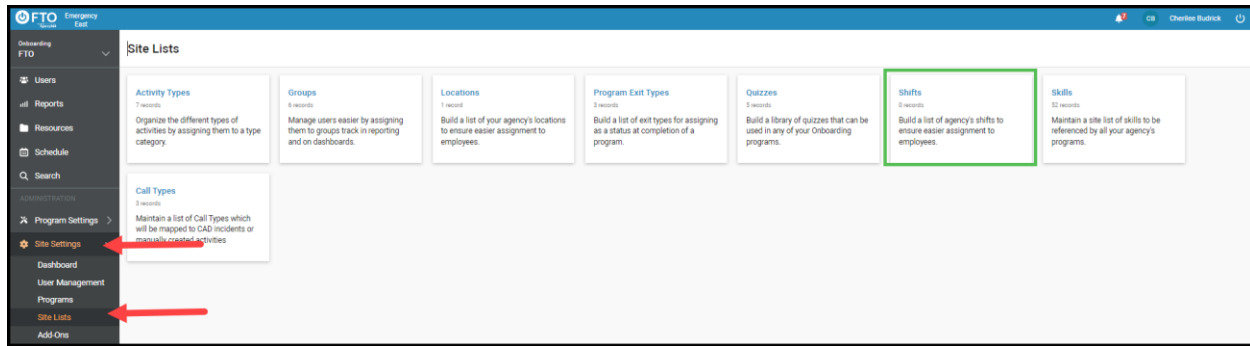 FTO Emergency
East
Cherilee Budrick
CB
Onboarding
FTO
Site Lists
Users
Reports
Resources
Schedule
Search
ADMINISTRATION
Program Settings
Site Settings
Dashboard
User Management
Programs
Site Lists
Add-Ons
Activity Types
7 records
Organize the different types of
activities by assigning them to a type
category.
Groups
6 records
Manage users easier by assigning
them to groups track in reporting
and on dashboards.
Locations
1 record
Build a list of your agency's locations
to ensure easier assignment to
employees.
Program Exit Types
3 records
Build a list of exit types for assigning
as a status at completion of a
program.
Quizzes
5 records
Build a library of quizzes that can be
used in any of your Onboarding
programs.
Shifts
0 records
Build a list of agency's shifts to
ensure easier assignment to
employees.
Skills
52 records
Maintain a site list of skills to be
referenced by all your agency's
programs.
Call Types
3 records
Maintain a list of Call Types which
will be mapped to CAD incidents or
manually created activities